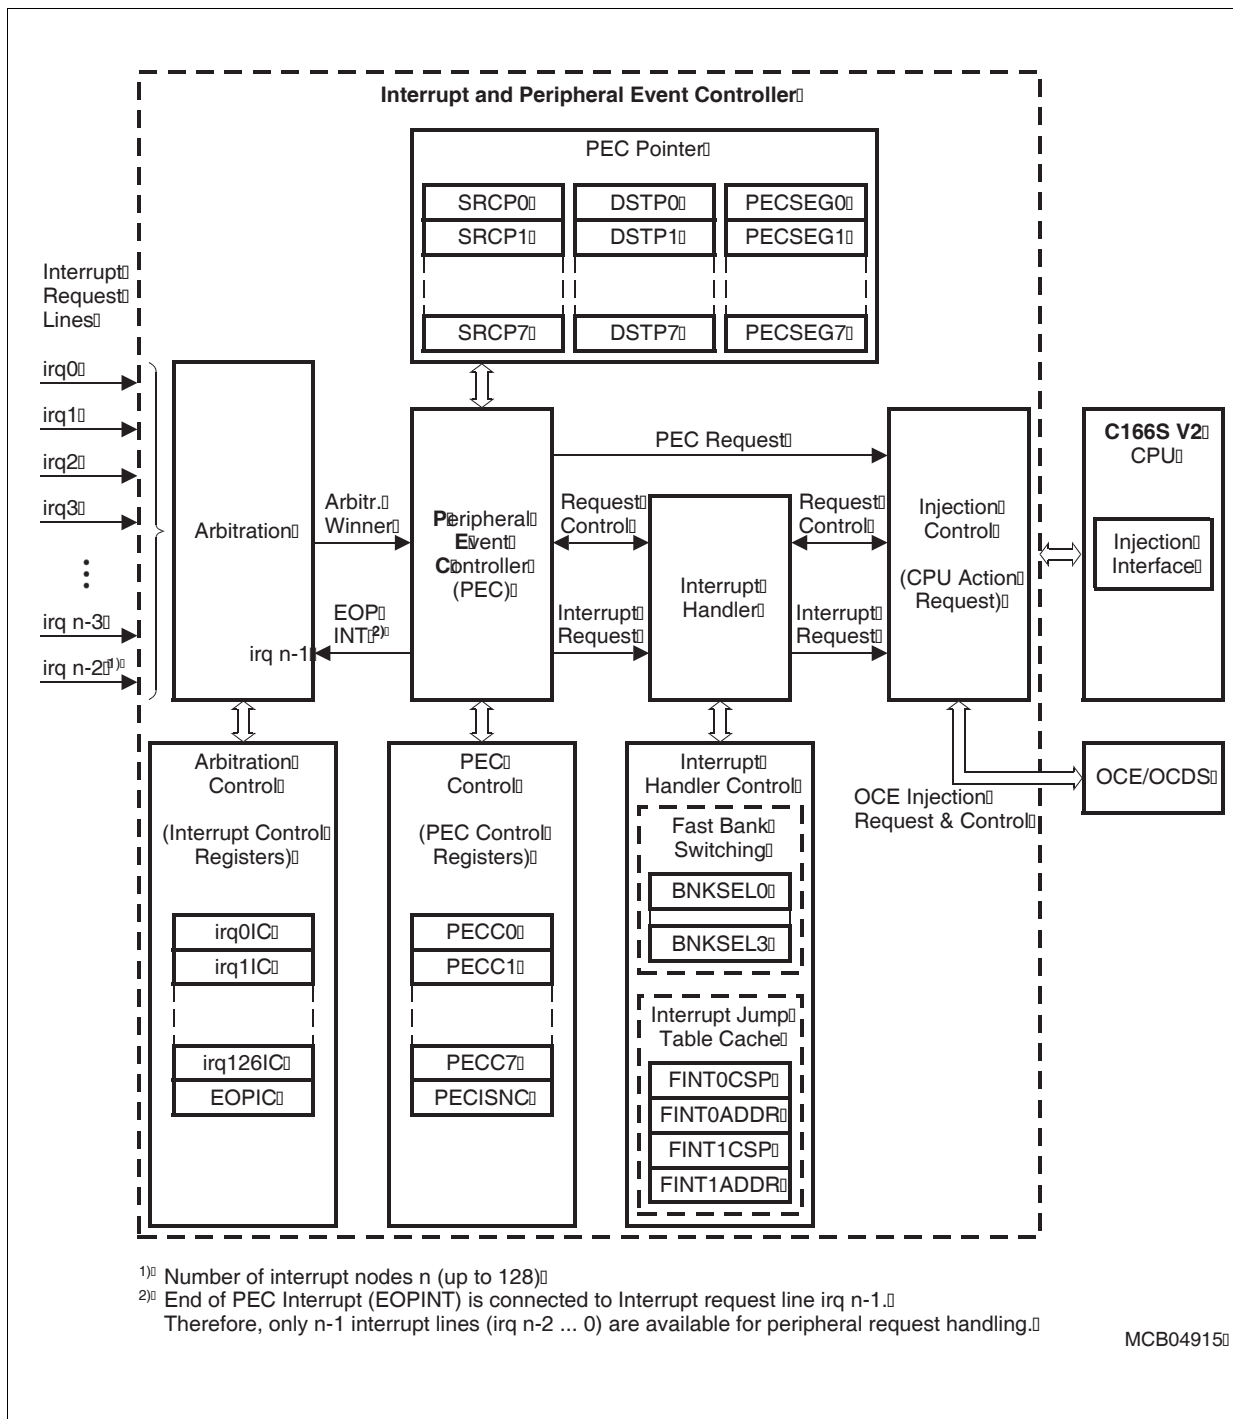 Interrupt and Peripheral Event Controller
PEC Pointer
SRCP0 DSTP0 PECSEG0
SRCP1 DSTP1 PECSEG1
SRCP7 DSTP7 PECSEG7
Interrupt
Request
Lines
irq0
irq1
irq2
irq3
irq n-3
irq n-2 1)
Arbitration
irq n-1
Arbitr.
Winner
EOP
INT 2)
Peripheral
Event
Controller
(PEC)
PEC Request
Request
Control
Interrupt
Request
Interrupt
Handler
Request
Control
Interrupt
Request
Injection
Control
(CPU Action
Request)
C166S V2
CPU
Injection
Interface
OCE/OCDS
OCE Injection
Request & Control
Arbitration
Control
(Interrupt Control
Registers)
irq0IC
irq1IC
irq126IC
EOPIC
PEC
Control
(PEC Control
Registers)
PECC0
PECC1
PECC7
PECISNC
Interrupt
Handler Control
Fast Bank
Switching
BNKSEL0
BNKSEL3
Interrupt Jump
Table Cache
FINT0CSP
FINT0ADDR
FINT1CSP
FINT1ADDR
1) Number of interrupt nodes n (up to 128)
2) End of PEC Interrupt (EOPINT) is connected to Interrupt request line irq n-1.
Therefore, only n-1 interrupt lines (irq n-2 ... 0) are available for peripheral request handling.
MCB04915